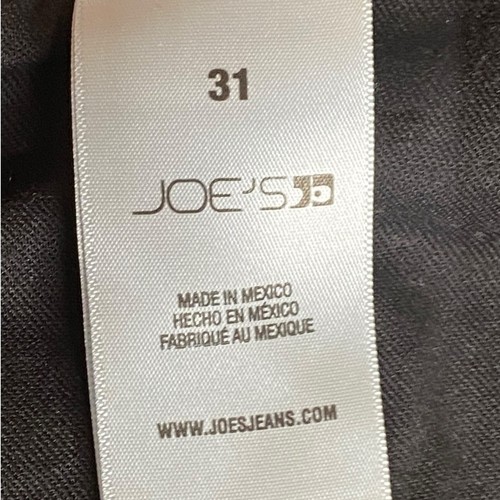 31
JOE'S
MADE IN MEXICO
HECHO EN MÉXICO
FABRIQUÉ AU MEXIQUE
WWW.JOESJEANS.COM